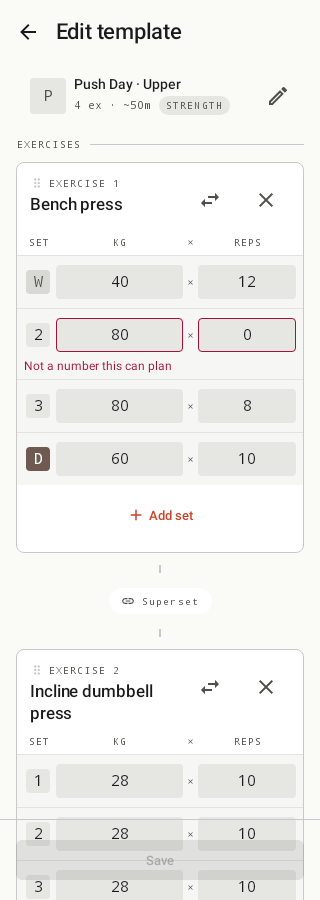 Edit template
P
Push Day · Upper
4 ex · ~50m STRENGTH
EXERCISES
EXERCISE 1
Bench press
SET KG × REPS
W 40 × 12
2 80 × 0
Not a number this can plan
3 80 × 8
D 60 × 10
+ Add set
Superset
EXERCISE 2
Incline dumbbell
press
SET KG × REPS
1 28 × 10
2 28 × 10
Save
3 28 × 10